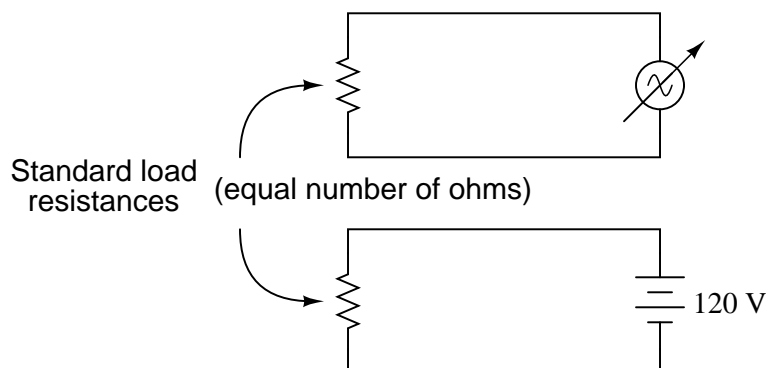 Standard load
resistances
(equal number of ohms)
120 V